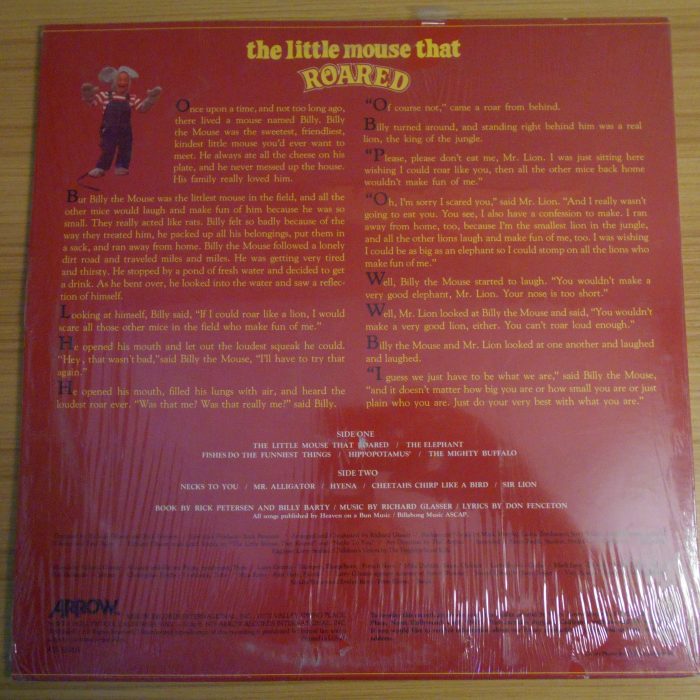 the little mouse that
ROARED
Once upon a time, and not too long ago,
there lived a mouse named Billy. Billy
the Mouse was the sweetest, friendliest,
kindest little mouse you'd ever want to
meet. He always ate all the cheese on his
plate, and he never messed up the house.
His family really loved him.
But Billy the Mouse was the littlest mouse in the field, and all the
other mice would laugh and make fun of him because he was so
small. They really acted like rats. Billy felt so badly because of the
way they treated him, he packed up all his belongings, put them in
a sack, and ran away from home. Billy the Mouse followed a lonely
dirt road and traveled miles and miles. He was getting very tired
and thirsty. He stopped by a pond of fresh water and decided to get
a drink. As he bent over, he looked into the water and saw a reflec-
tion of himself.
Looking at himself, Billy said, "If I could roar like a lion, I would
scare all those other mice in the field who make fun of me."
He opened his mouth and let out the loudest squeak he could.
"Hey, that wasn't bad," said Billy the Mouse, "I'll have to try that
again."
He opened his mouth, filled his lungs with air, and heard the
loudest roar ever. "Was that me? Was that really me?" said Billy.
"Of course not," came a roar from behind.
Billy turned around, and standing right behind him was a real
lion, the king of the jungle.
"Please, please don't eat me, Mr. Lion. I was just sitting here
wishing I could roar like you, then all the other mice back home
wouldn't make fun of me."
"Oh, I'm sorry I scared you," said Mr. Lion. "And I really wasn't
going to eat you. You see, I also have a confession to make. I ran
away from home, too, because I'm the smallest lion in the jungle,
and all the other lions laugh and make fun of me, too. I was wishing
I could be as big as an elephant so I could stomp on all the lions who
make fun of me."
Well, Billy the Mouse started to laugh. "You wouldn't make a
very good elephant, Mr. Lion. Your nose is too short."
Well, Mr. Lion looked at Billy the Mouse and said, "You wouldn't
make a very good lion, either. You can't roar loud enough."
Billy the Mouse and Mr. Lion looked at one another and laughed
and laughed.
"I guess we just have to be what we are," said Billy the Mouse,
"and it doesn't matter how big you are or how small you are or just
plain who you are. Just do your very best with what you are."
SIDE ONE
THE LITTLE MOUSE THAT ROARED / THE ELEPHANT
FISHES DO THE FUNNIEST THINGS / HIPPOPOTAMUS' / THE MIGHTY BUFFALO
SIDE TWO
NECKS TO YOU / MR. ALLIGATOR / HYENA / CHEETAHS CHIRP LIKE A BIRD / SIR LION
BOOK BY RICK PETERSEN AND BILLY BARTY / MUSIC BY RICHARD GLASSER / LYRICS BY DON FENCETON
All songs published by Heaven on a Bun Music / Billabong Music ASCAP.
ARROW